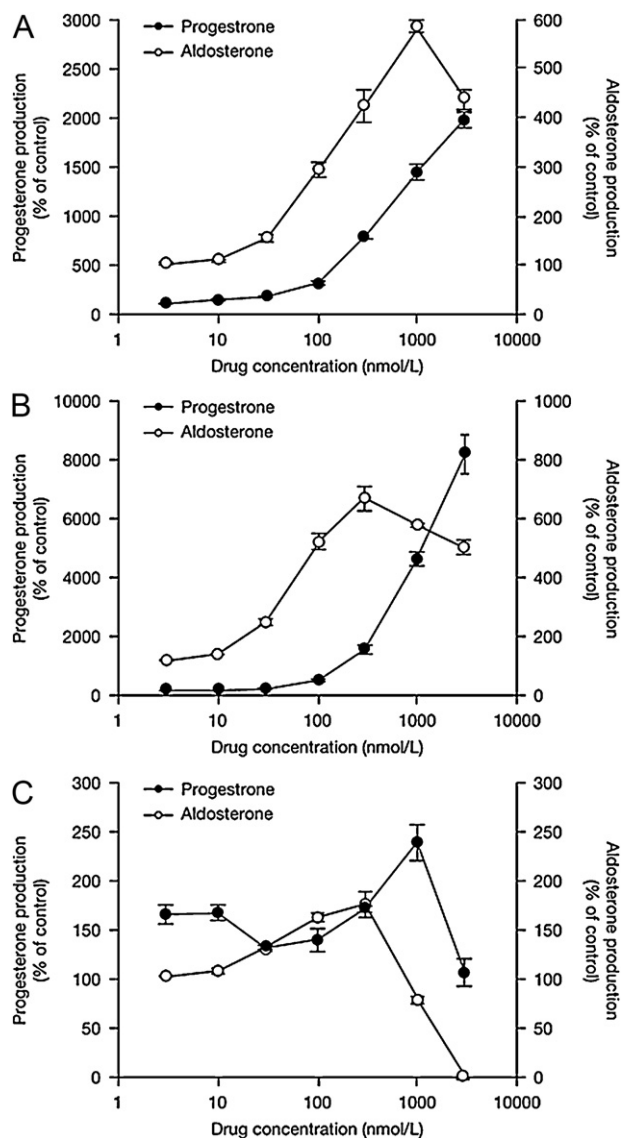 A
Progestrone
Aldosterone
Progesterone production
(% of control)
3000
2500
2000
1500
1000
500
0
600
500
400
300
200
100
0
Aldosterone production
(% of control)
1
10
100
1000
10000
Drug concentration (nmol/L)
B
Progestrone
Aldosterone
Progesterone production
(% of control)
10000
8000
6000
4000
2000
0
1000
800
600
400
200
0
Aldosterone production
(% of control)
1
10
100
1000
10000
Drug concentration (nmol/L)
C
Progestrone
Aldosterone
Progesterone production
(% of control)
300
250
200
150
100
50
0
300
250
200
150
100
50
0
Aldosterone production
(% of control)
1
10
100
1000
10000
Drug concentration (nmol/L)